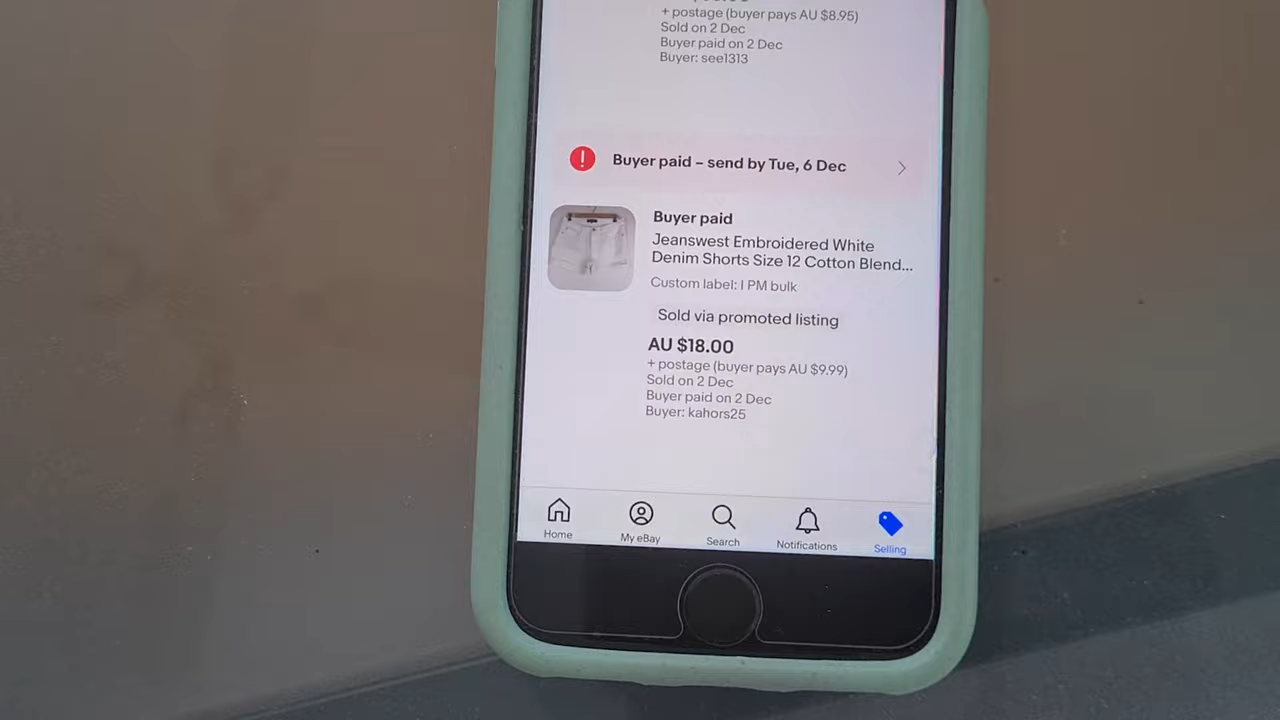 + postage (buyer pays AU $8.95)
Sold on 2 Dec
Buyer paid on 2 Dec
Buyer: see1313
Buyer paid – send by Tue, 6 Dec
Buyer paid
Jeanswest Embroidered White
Denim Shorts Size 12 Cotton Blend...
Custom label: I PM bulk
Sold via promoted listing
AU $18.00
+ postage (buyer pays AU $9.99)
Sold on 2 Dec
Buyer paid on 2 Dec
Buyer: kahors25
Home
My eBay
Search
Notifications
Selling